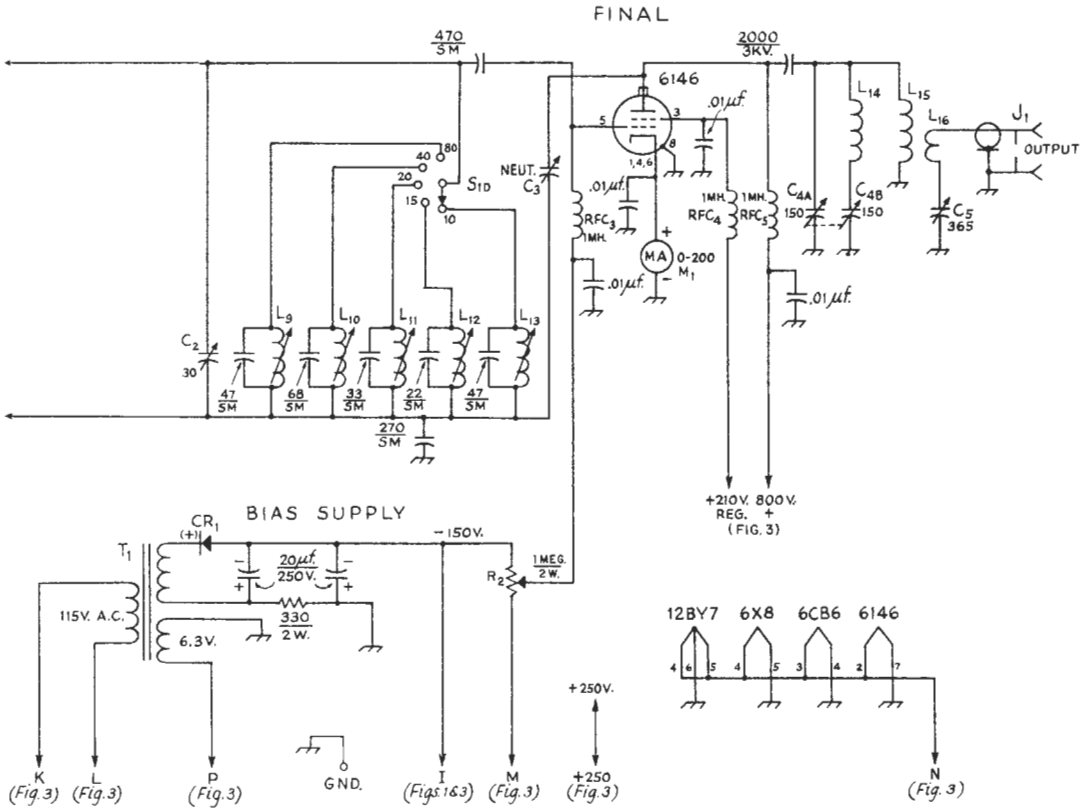 FINAL
470
SM
2000
3KV.
6146
5
3
8
1,4,6
.01µf.
L14
L15
L16
J1
OUTPUT
80
40
20
15
10
S1D
NEUT.
C3
.01µf.
RFC3
1MH.
1MH.
RFC4
1MH.
RFC5
C4A
150
C4B
150
C5
365
+
MA
0-200
M1
−
.01µf.
.01µf.
C2
30
L9
L10
L11
L12
L13
47
SM
68
SM
33
SM
22
SM
47
SM
270
SM
+210V. 800V.
REG. +
(FIG. 3)
BIAS SUPPLY
T1
(+)
CR1
−150V.
− 20µf. −
+ 250V. +
330
2W.
115V. A.C.
6.3V.
R2
1 MEG.
2W.
12BY7 6X8 6CB6 6146
4 6 5 4 5 3 4 2 7
+250V.
GND.
K L P I M +250 N
(Fig.3) (Fig.3) (Fig.3) (Figs.1&3) (Fig.3) (Fig.3) (Fig.3)